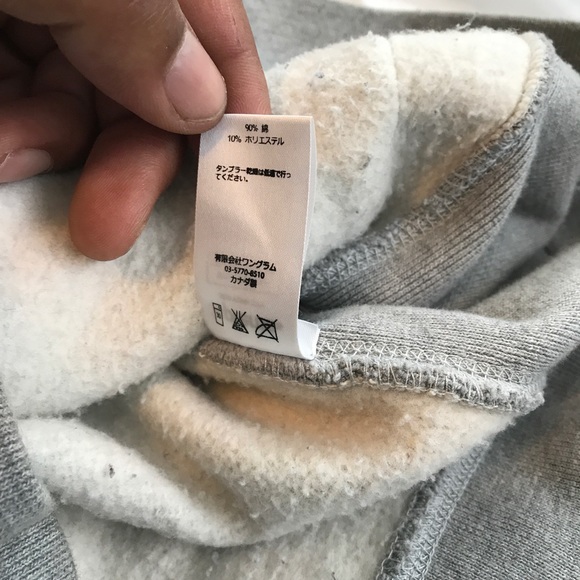 90% 綿
10% ポリエステル
タンブラー乾燥は低温で行っ
てください。
有限会社ワングラム
03-5770-8510
カナダ製